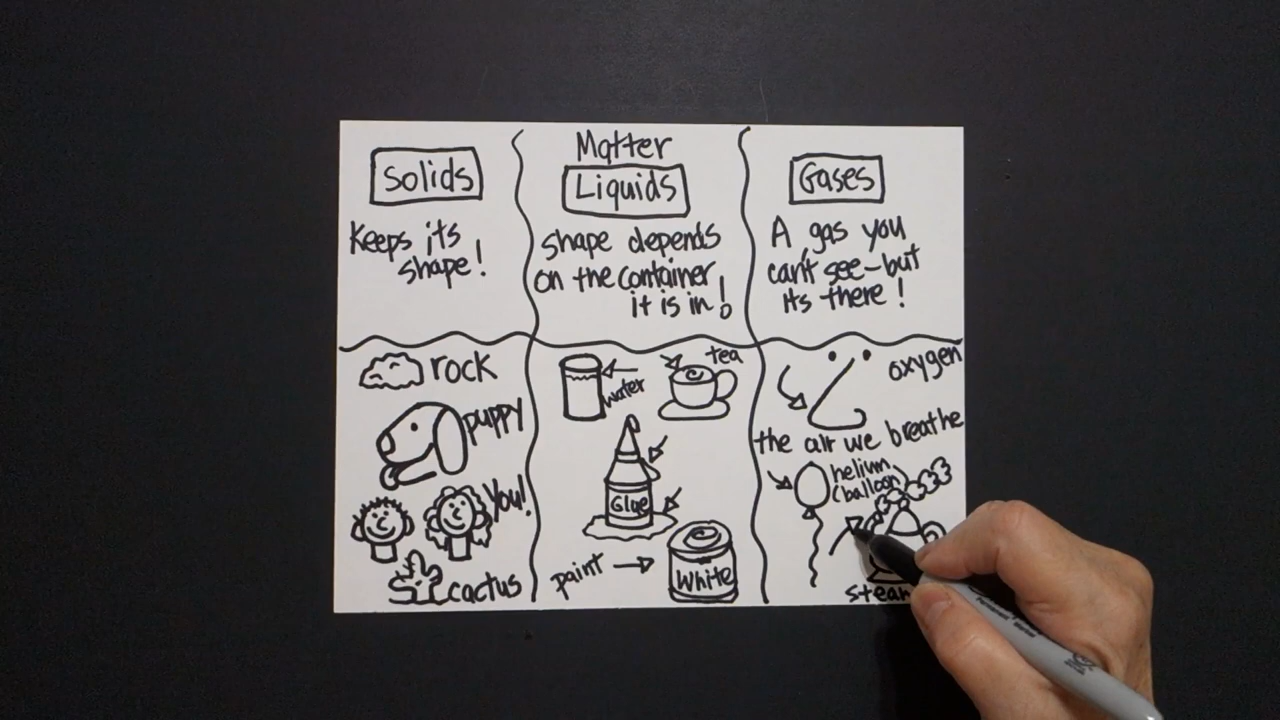 Matter
Solids
Keeps its
shape!
rock
puppy
You!
cactus
Liquids
shape depends
on the container
it is in!
water
tea
Glue
paint
White
Gases
A gas you
can't see-but
its there!
oxygen
the air we breathe
helium
balloon